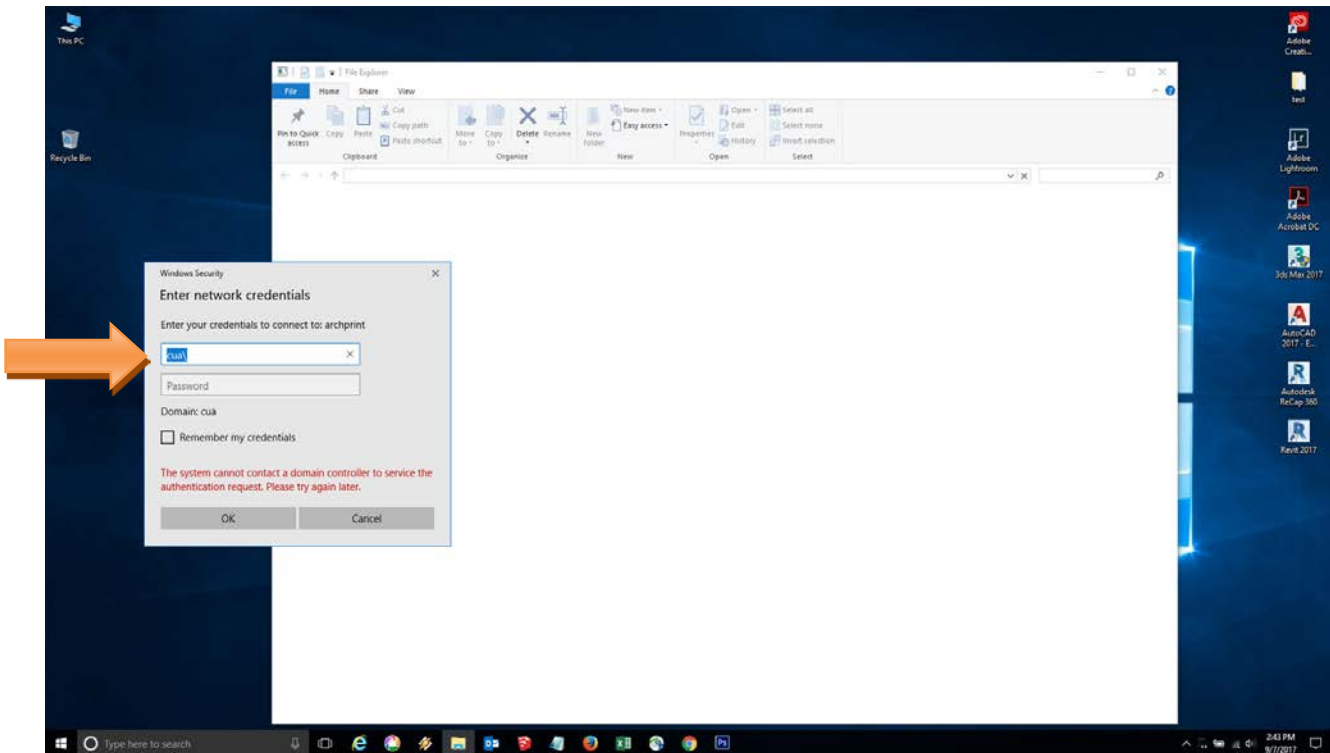 This PC
Recycle Bin
File Explorer
File Home Share View
Pin to Quick access
Copy
Paste
Cut
Copy path
Paste shortcut
Clipboard
Move to
Copy to
Delete
Rename
Organize
New folder
New item
Easy access
New
Properties
Open
Edit
History
Open
Select all
Select none
Invert selection
Select
Windows Security
Enter network credentials
Enter your credentials to connect to: archprint
cua\
Password
Domain: cua
Remember my credentials
The system cannot contact a domain controller to service the
authentication request. Please try again later.
OK Cancel
Adobe
Creati...
test
Adobe
Lightroom
Adobe
Acrobat DC
3ds Max 2017
AutoCAD
2017 - E...
Autodesk
ReCap 360
Revit 2017
Type here to search
2:43 PM
9/7/2017